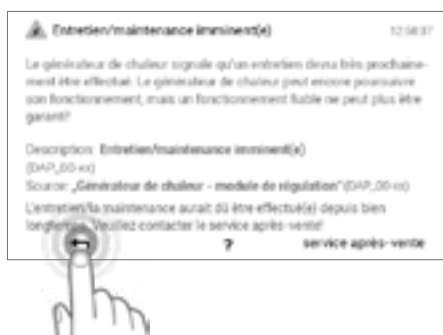 Entretien/maintenance imminent(e) 12:58:37
Le générateur de chaleur signale qu'un entretien devra très prochaine-
ment être effectué. Le générateur de chaleur peut encore poursuivre
son fonctionnement, mais un fonctionnement fiable ne peut plus être
garanti!
Description: Entretien/maintenance imminent(e)
(DAP_00-xx)
Source: „Générateur de chaleur - module de régulation" (DAP_00-xx)
L'entretien/la maintenance aurait dû être effectué(e) depuis bien
longtemps. Veuillez contacter le service après-vente!
? service après-vente